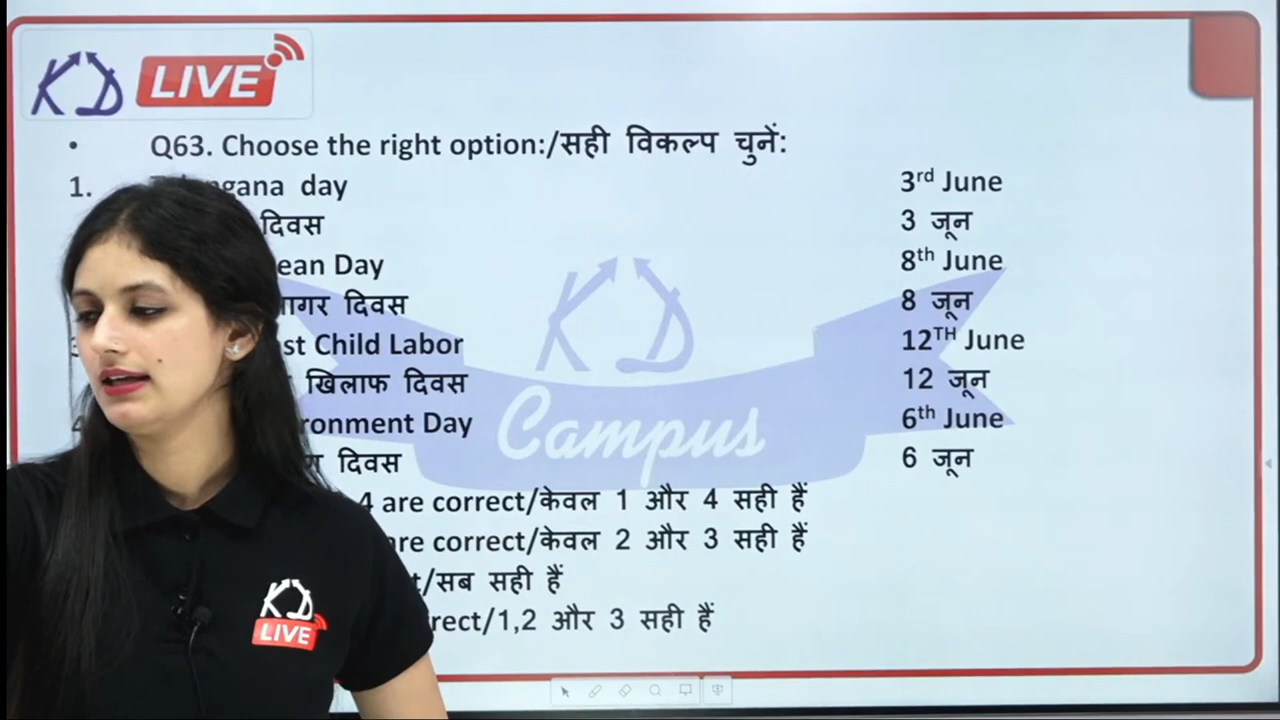 KD LIVE
• Q63. Choose the right option:/सही विकल्प चुनें:
1. gana day 3rd June
दिवस 3 जून
ean Day 8th June
ागर दिवस 8 जून
st Child Labor 12TH June
खिलाफ दिवस 12 जून
ronment Day 6th June
दिवस 6 जून
4 are correct/केवल 1 और 4 सही हैं
are correct/केवल 2 और 3 सही हैं
t/सब सही हैं
rect/1,2 और 3 सही हैं
KD
Campus
KD
LIVE